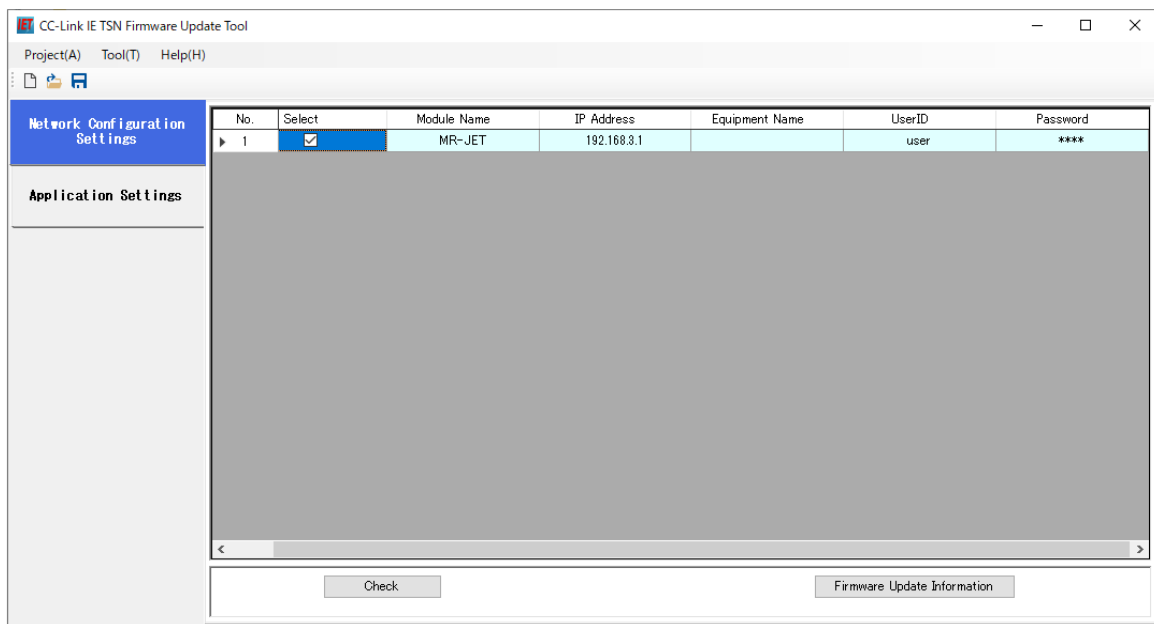 IET CC-Link IE TSN Firmware Update Tool
Project(A) Tool(T) Help(H)
Network Configuration
Settings
Application Settings
No. Select Module Name IP Address Equipment Name UserID Password
1 MR-JET 192.168.3.1 user ****
Check Firmware Update Information